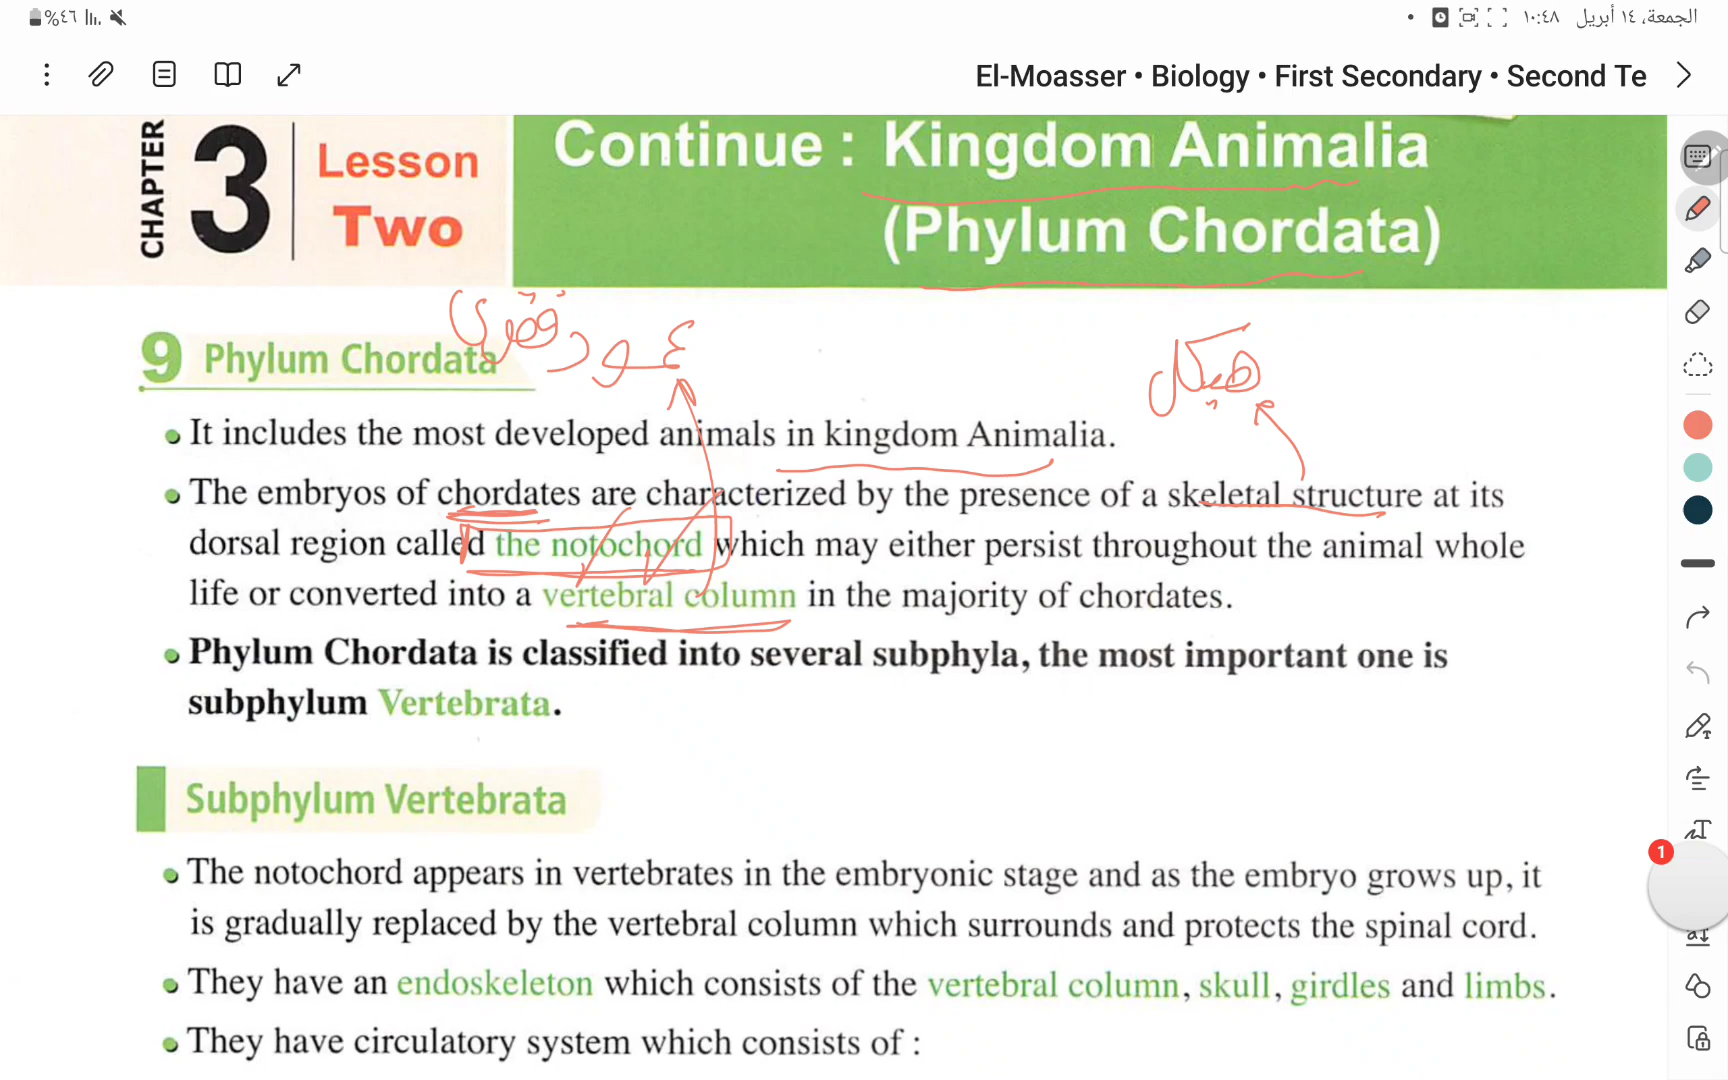 %٤٦
الجمعة، ١٤ أبريل ١٠:٤٨
El-Moasser • Biology • First Secondary • Second Te
CHAPTER 3
Lesson Two
Continue : Kingdom Animalia
(Phylum Chordata)
عمود فقرى
هيكل
9 Phylum Chordata
• It includes the most developed animals in kingdom Animalia.
• The embryos of chordates are characterized by the presence of a skeletal structure at its
dorsal region called the notochord which may either persist throughout the animal whole
life or converted into a vertebral column in the majority of chordates.
• Phylum Chordata is classified into several subphyla, the most important one is
subphylum Vertebrata.
Subphylum Vertebrata
• The notochord appears in vertebrates in the embryonic stage and as the embryo grows up, it
is gradually replaced by the vertebral column which surrounds and protects the spinal cord.
• They have an endoskeleton which consists of the vertebral column, skull, girdles and limbs.
• They have circulatory system which consists of :
1